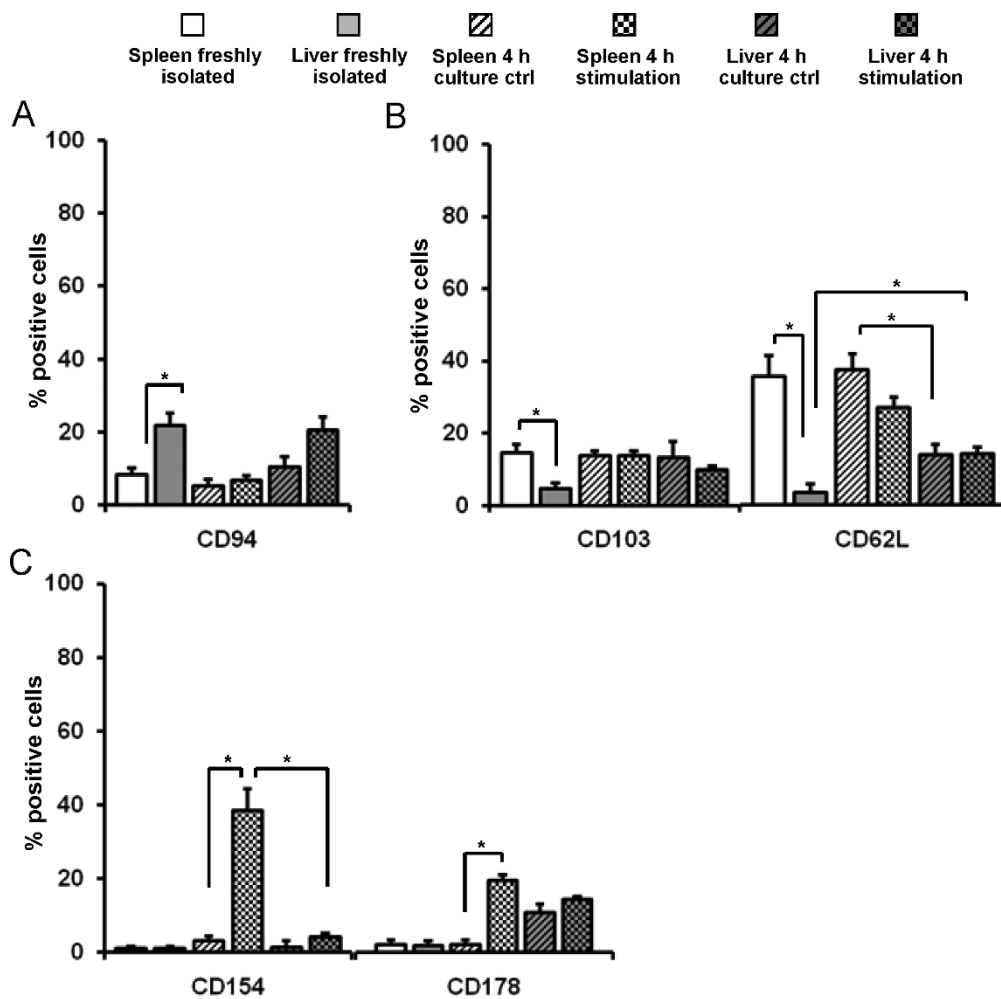 Spleen freshly isolated
Liver freshly isolated
Spleen 4 h culture ctrl
Spleen 4 h stimulation
Liver 4 h culture ctrl
Liver 4 h stimulation
A
% positive cells
100
80
60
40
20
0
*
CD94
B
% positive cells
100
80
60
40
20
0
*
*
*
*
CD103
CD62L
C
% positive cells
100
80
60
40
20
0
*
*
*
CD154
CD178